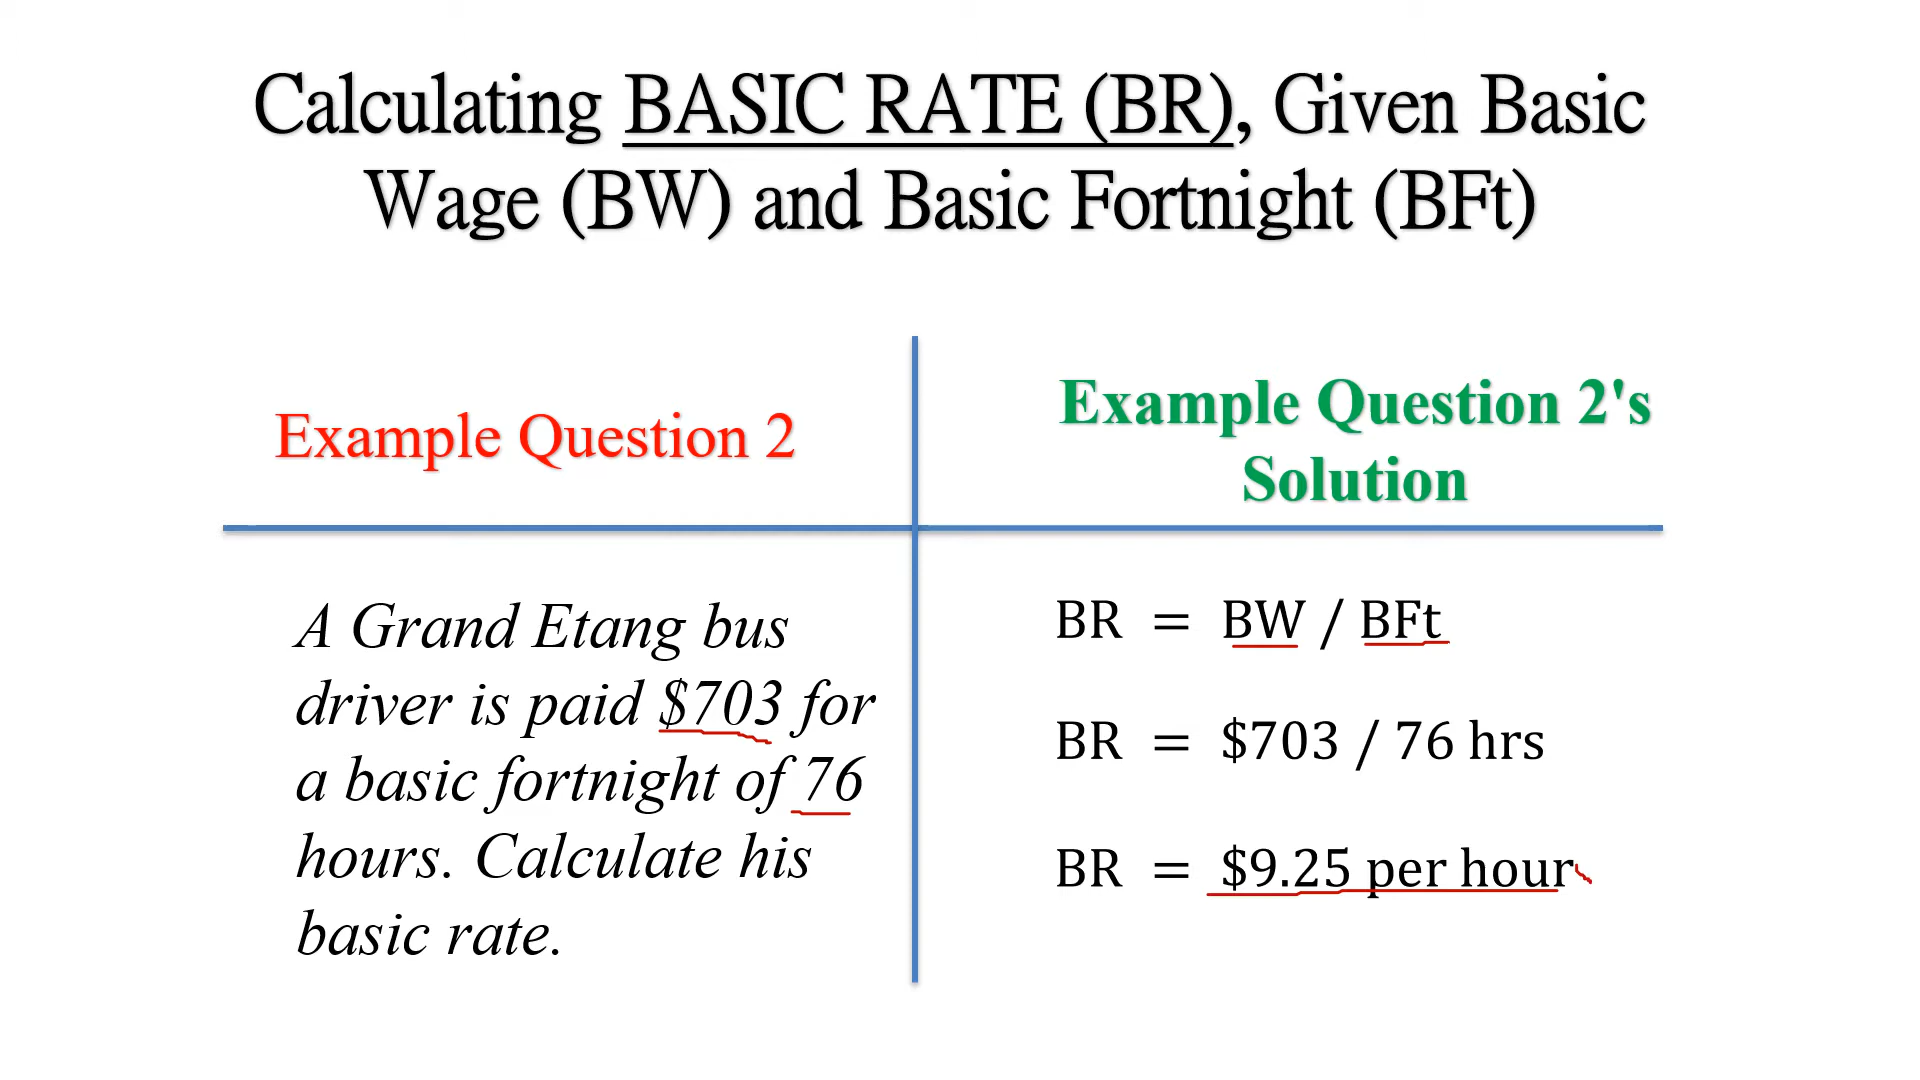 Calculating BASIC RATE (BR), Given Basic
Wage (BW) and Basic Fortnight (BFt)
Example Question 2
Example Question 2's
Solution
A Grand Etang bus
driver is paid $703 for
a basic fortnight of 76
hours. Calculate his
basic rate.
BR = BW / BFt
BR = $703 / 76 hrs
BR = $9.25 per hour